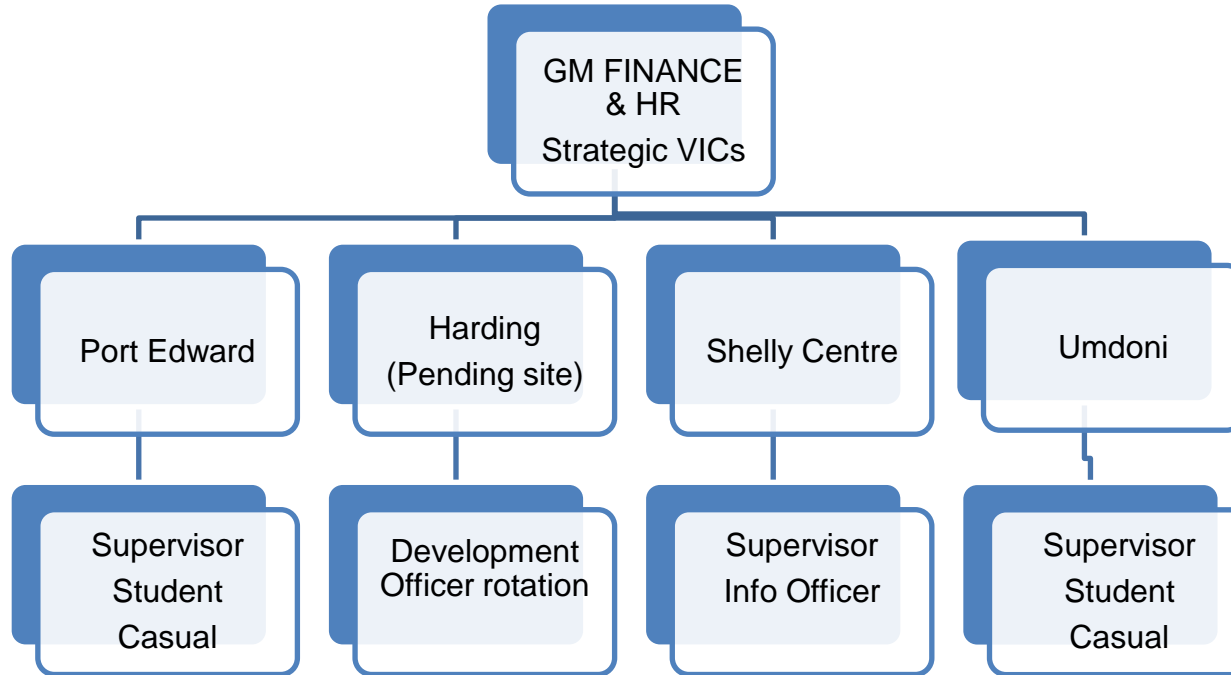 GM FINANCE
& HR
Strategic VICs
Port Edward
Harding
(Pending site)
Shelly Centre
Umdoni
Supervisor
Student
Casual
Development
Officer rotation
Supervisor
Info Officer
Supervisor
Student
Casual